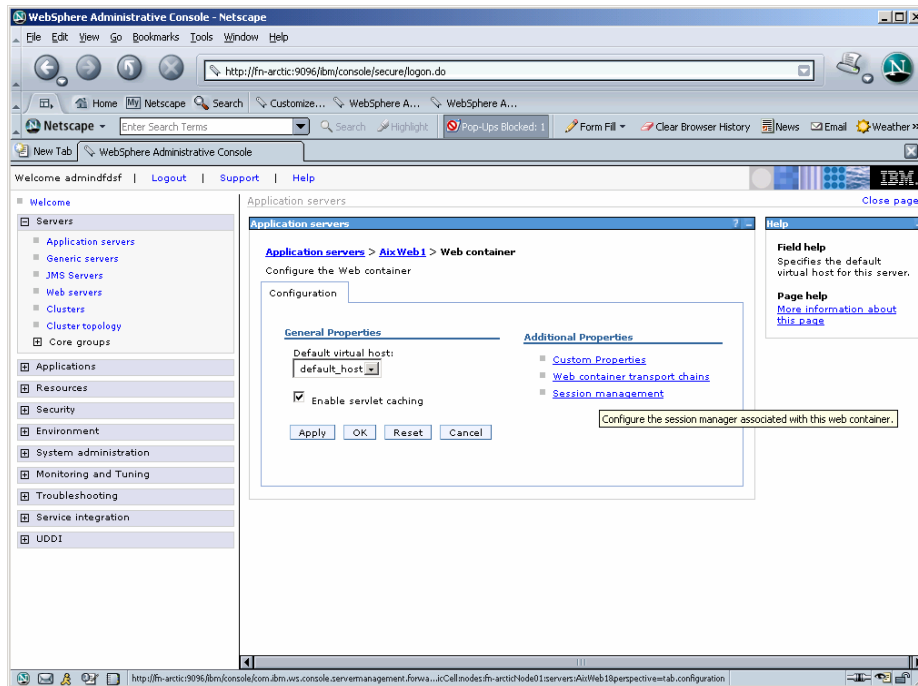 WebSphere Administrative Console - Netscape
File Edit View Go Bookmarks Tools Window Help
http://fn-arctic:9096/ibm/console/secure/logon.do
Home My Netscape Search Customize... WebSphere A... WebSphere A...
Netscape Enter Search Terms Search Highlight Pop-Ups Blocked: 1 Form Fill Clear Browser History News Email Weather
New Tab WebSphere Administrative Console
Welcome admindfdsf | Logout | Support | Help
IBM.
Welcome
Servers
Application servers
Generic servers
JMS Servers
Web servers
Clusters
Cluster topology
Core groups
Applications
Resources
Security
Environment
System administration
Monitoring and Tuning
Troubleshooting
Service integration
UDDI
Application servers
Close page
Application servers
? -
Application servers > AixWeb1 > Web container
Configure the Web container
Configuration
General Properties
Default virtual host:
default_host
Enable servlet caching
Apply OK Reset Cancel
Additional Properties
Custom Properties
Web container transport chains
Session management
Configure the session manager associated with this web container.
Help
Field help
Specifies the default
virtual host for this server.
Page help
More information about
this page
http://fn-arctic:9096/ibm/console/com.ibm.ws.console.servermanagement.forwa...icCell:nodes:fn-arcticNode01:servers:AixWeb1&perspective=tab.configuration